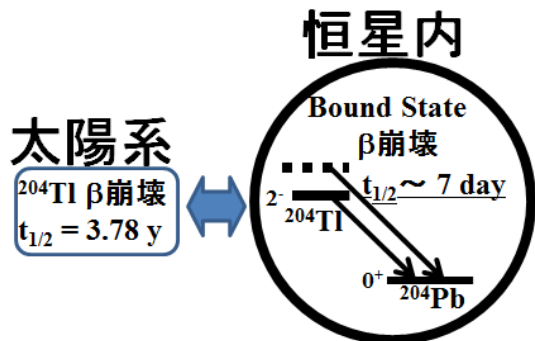 恒星内
Bound State
β崩壊
t1/2 ~ 7 day
2-
204Tl
0+
204Pb
太陽系
204Tl β崩壊
t1/2 = 3.78 y